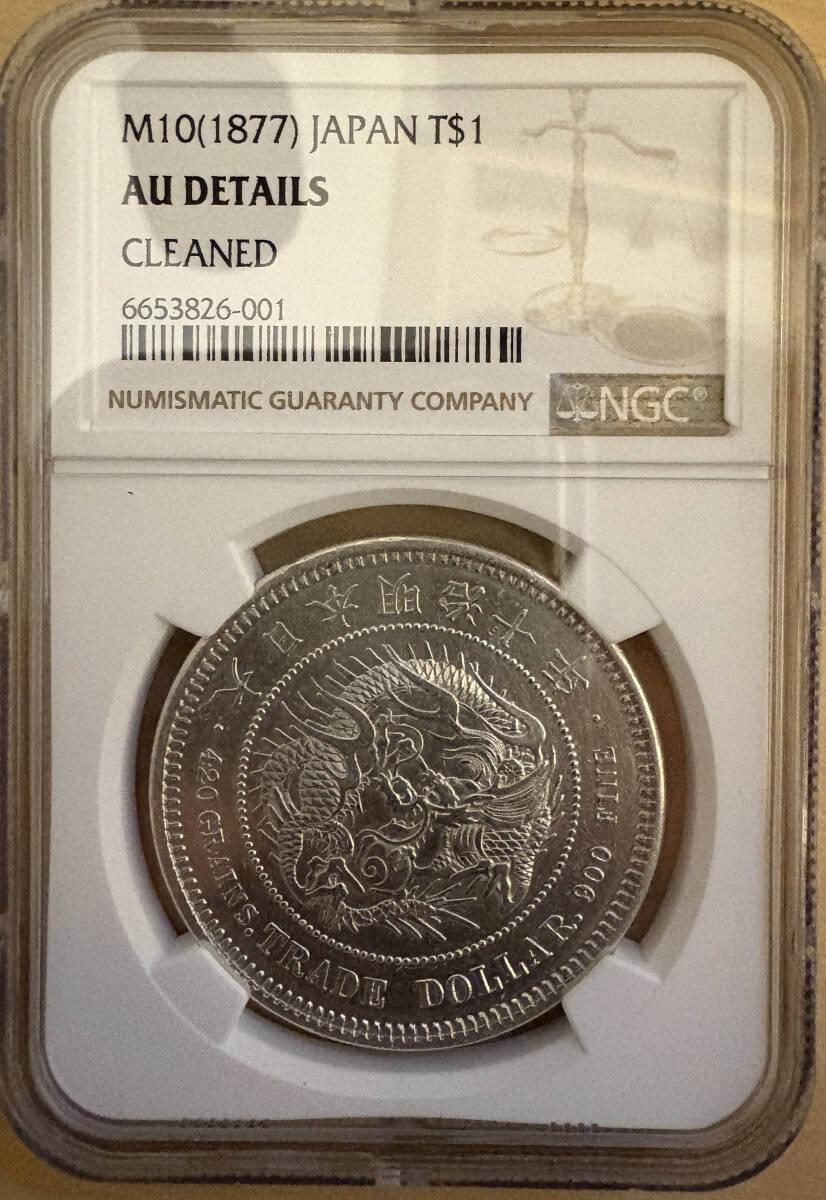 M10(1877) JAPAN T$1
AU DETAILS
CLEANED
6653826-001
NUMISMATIC GUARANTY COMPANY
NGC®
大日本明治十年
· 420 GRAINS. TRADE DOLLAR. 900 FINE ·